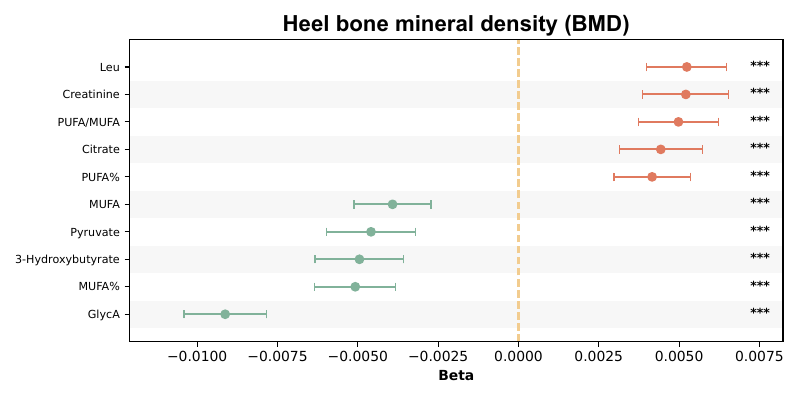 Heel bone mineral density (BMD)
Leu ***
Creatinine ***
PUFA/MUFA ***
Citrate ***
PUFA% ***
MUFA ***
Pyruvate ***
3-Hydroxybutyrate ***
MUFA% ***
GlycA ***
−0.0100 −0.0075 −0.0050 −0.0025 0.0000 0.0025 0.0050 0.0075
Beta